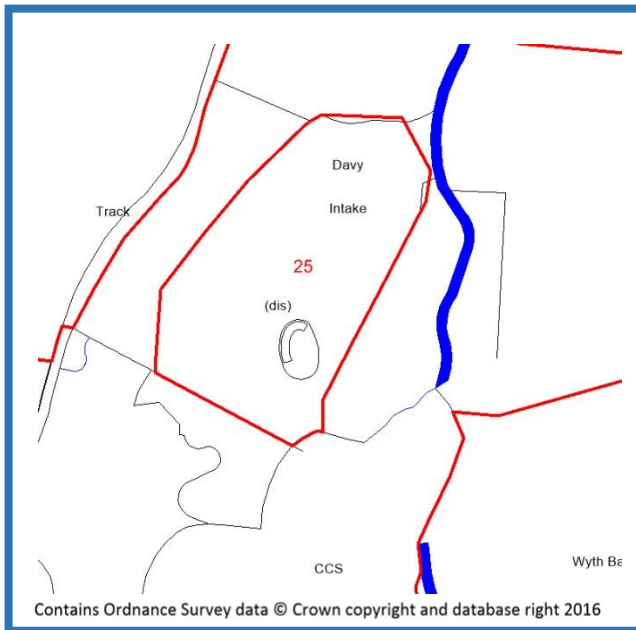 Davy
Track
Intake
25
(dis)
CCS
Wyth Ba
Contains Ordnance Survey data © Crown copyright and database right 2016